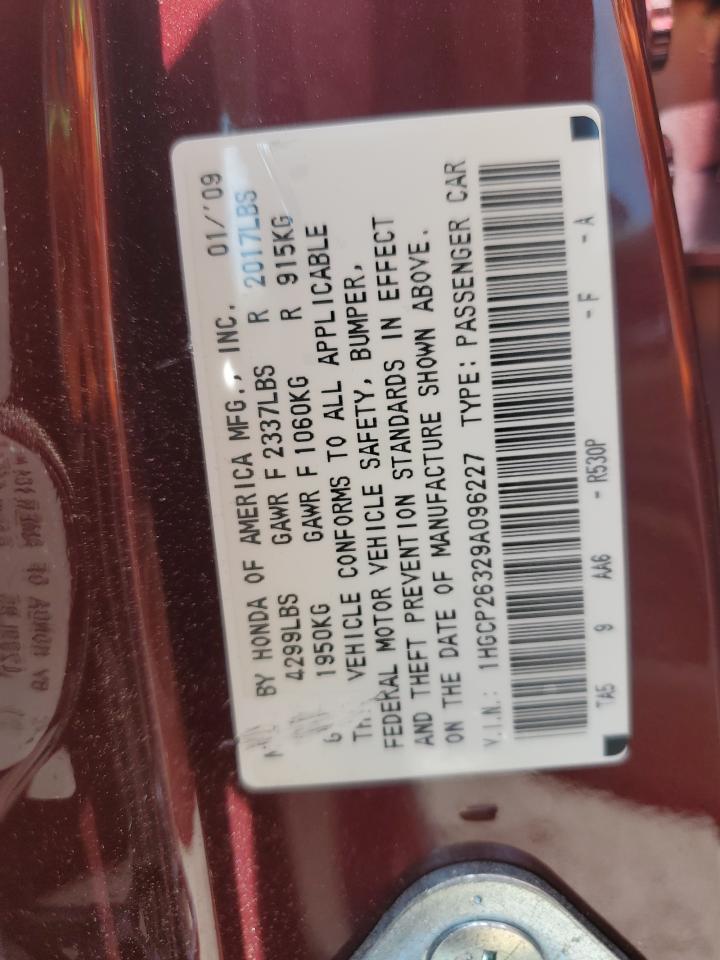 BY HONDA OF AMERICA MFG., INC. 01/'09
4299LBS GAWR F 2337LBS R 2017LBS
1950KG GAWR F 1060KG R 915KG
VEHICLE CONFORMS TO ALL APPLICABLE
FEDERAL MOTOR VEHICLE SAFETY, BUMPER,
AND THEFT PREVENTION STANDARDS IN EFFECT
ON THE DATE OF MANUFACTURE SHOWN ABOVE.
V.I.N.: 1HGCP26329A096227 TYPE: PASSENGER CAR
TA5 9 AA6 - R530P - F - A